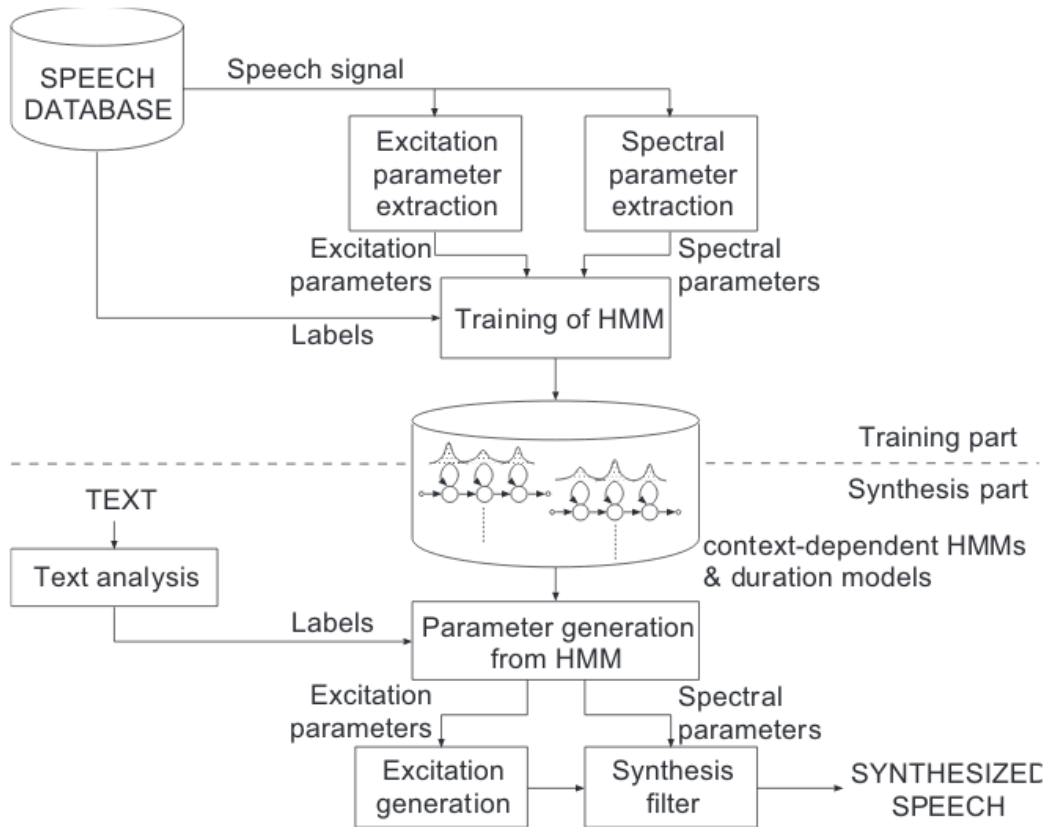 SPEECH
DATABASE
Speech signal
Excitation
parameter
extraction
Spectral
parameter
extraction
Excitation
parameters
Spectral
parameters
Labels
Training of HMM
Training part
Synthesis part
TEXT
context-dependent HMMs
& duration models
Text analysis
Labels
Parameter generation
from HMM
Excitation
parameters
Spectral
parameters
Excitation
generation
Synthesis
filter
SYNTHESIZED
SPEECH